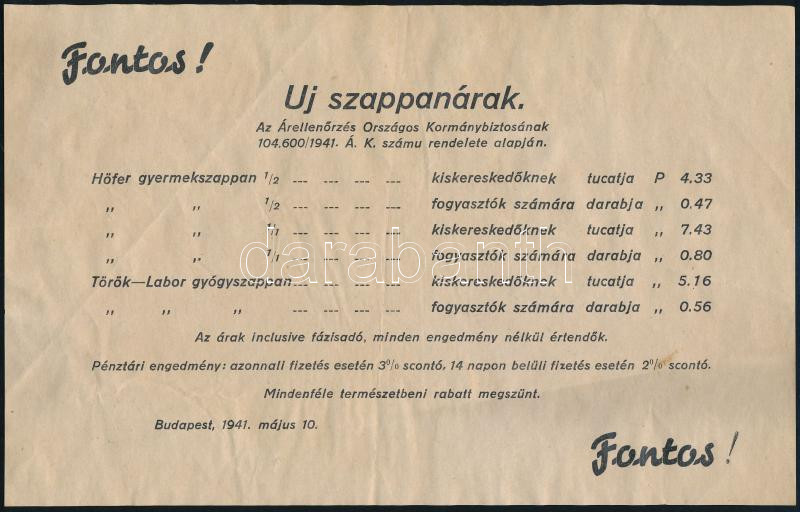 Fontos!
Uj szappanárak.
Az Árellenőrzés Országos Kormánybiztosának
104.600/1941. Á. K. számu rendelete alapján.
Höfer gyermekszappan 1/2 --- --- --- --- kiskereskedőknek tucatja P 4.33
„ „ 1/2 --- --- --- --- fogyasztók számára darabja „ 0.47
„ „ 1/1 --- --- --- --- kiskereskedőknek tucatja „ 7.43
„ „ 1/1 --- --- --- --- fogyasztók számára darabja „ 0.80
Török—Labor gyógyszappan --- --- --- --- kiskereskedőknek tucatja „ 5.16
„ „ „ --- --- --- --- fogyasztók számára darabja „ 0.56
Az árak inclusive fázisadó, minden engedmény nélkül értendők.
Pénztári engedmény: azonnali fizetés esetén 3% scontó, 14 napon belüli fizetés esetén 2% scontó.
Mindenféle természetbeni rabatt megszünt.
Budapest, 1941. május 10.
Fontos!
darabanth